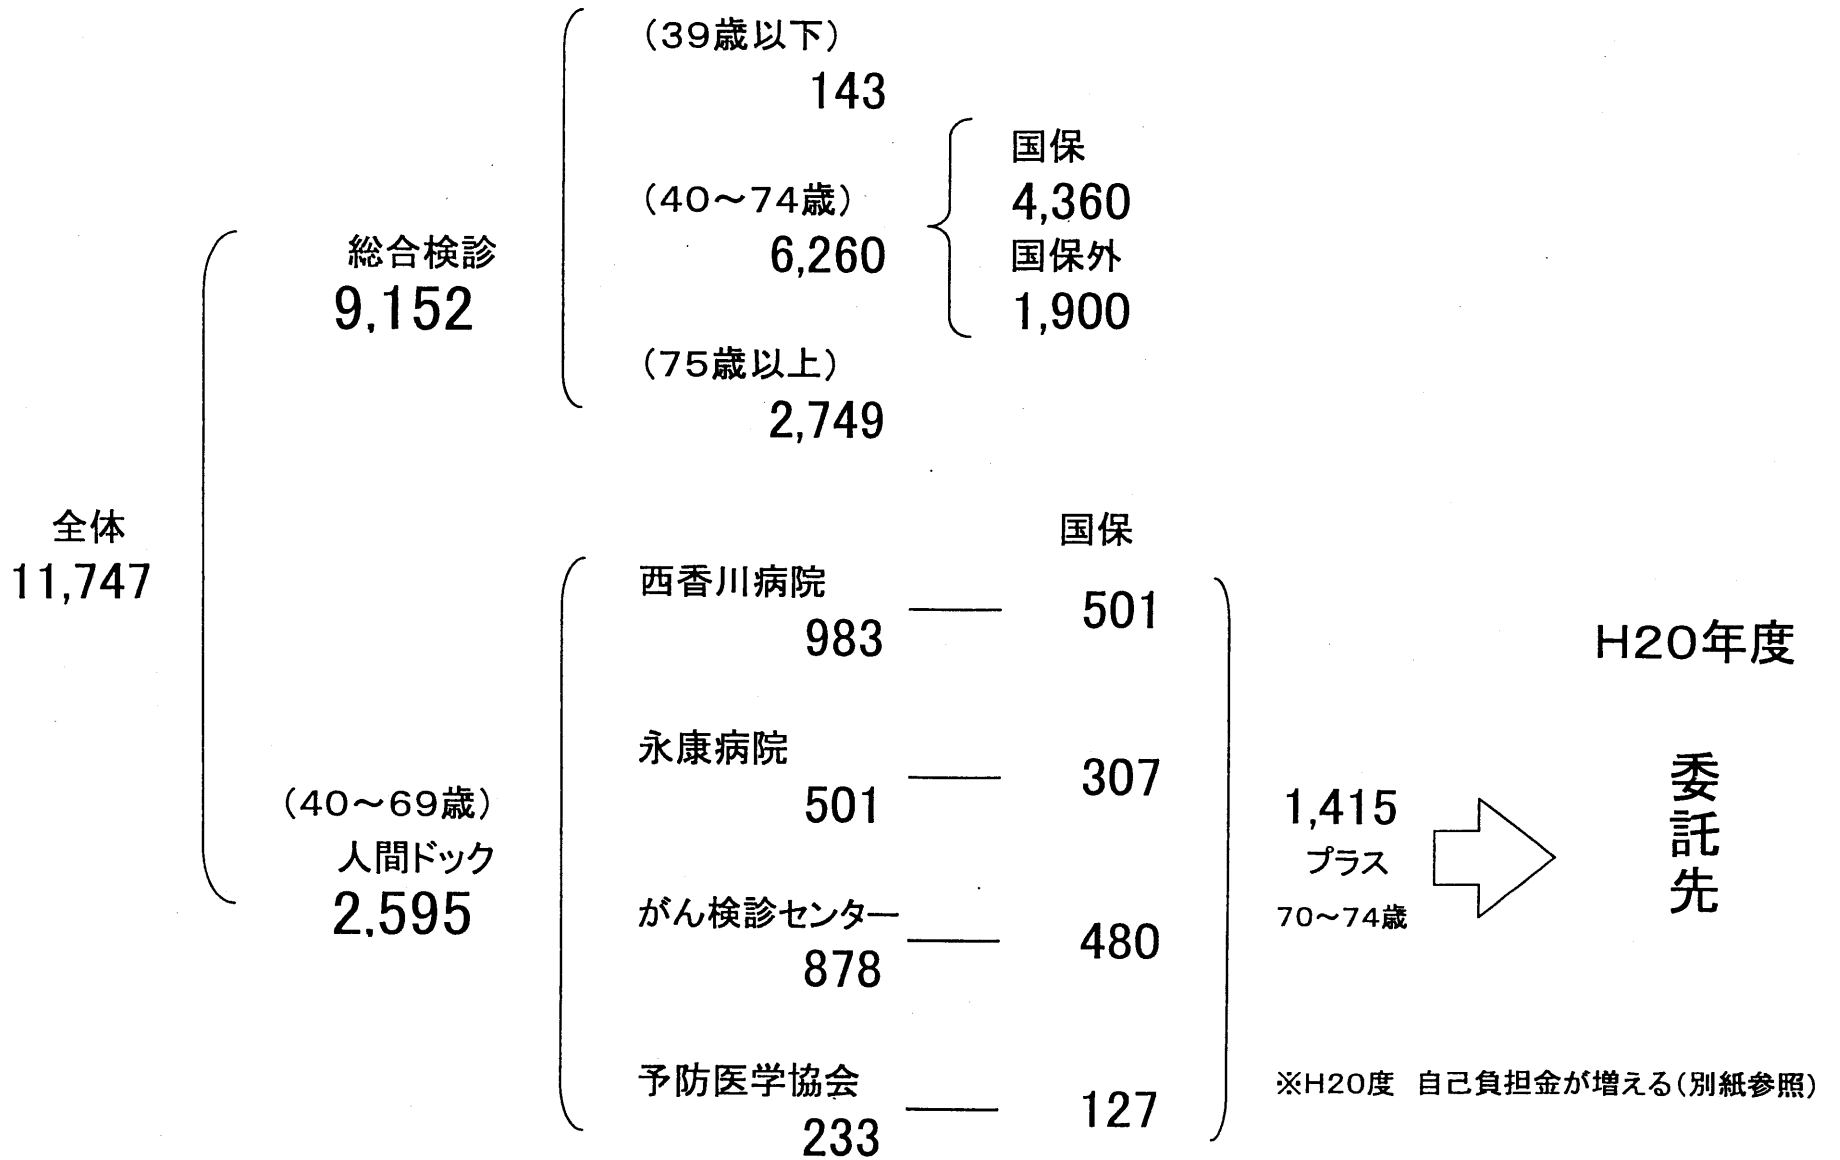 全体
11,747
総合検診
9,152
(39歳以下)
143
(40～74歳)
6,260
国保
4,360
国保外
1,900
(75歳以上)
2,749
(40～69歳)
人間ドック
2,595
国保
西香川病院
983
501
永康病院
501
307
がん検診センター
878
480
予防医学協会
233
127
1,415
プラス
70～74歳
H20年度
委託先
※H20度 自己負担金が増える(別紙参照)